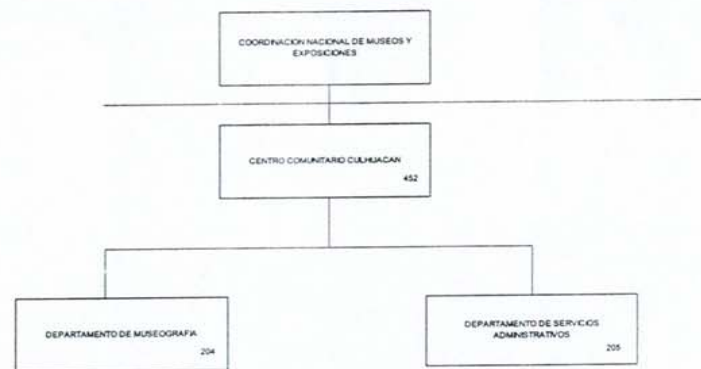 COORDINACION NACIONAL DE MUSEOS Y
EXPOSICIONES
CENTRO COMUNITARIO CULHUACAN
452
DEPARTAMENTO DE MUSEOGRAFIA
204
DEPARTAMENTO DE SERVICIOS
ADMINISTRATIVOS
205